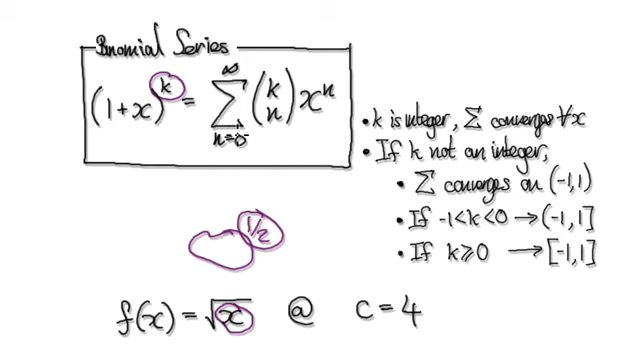 Binomial Series
(1+x)^k = ∑_{n=0}^{∞} (k n) x^n
• k is integer, ∑ converges ∀x
• If k not an integer,
• ∑ converges on (-1,1)
• If -1<k<0 → (-1,1]
• If k≥0 → [-1,1]
1/2
f(x) = √x @ c = 4